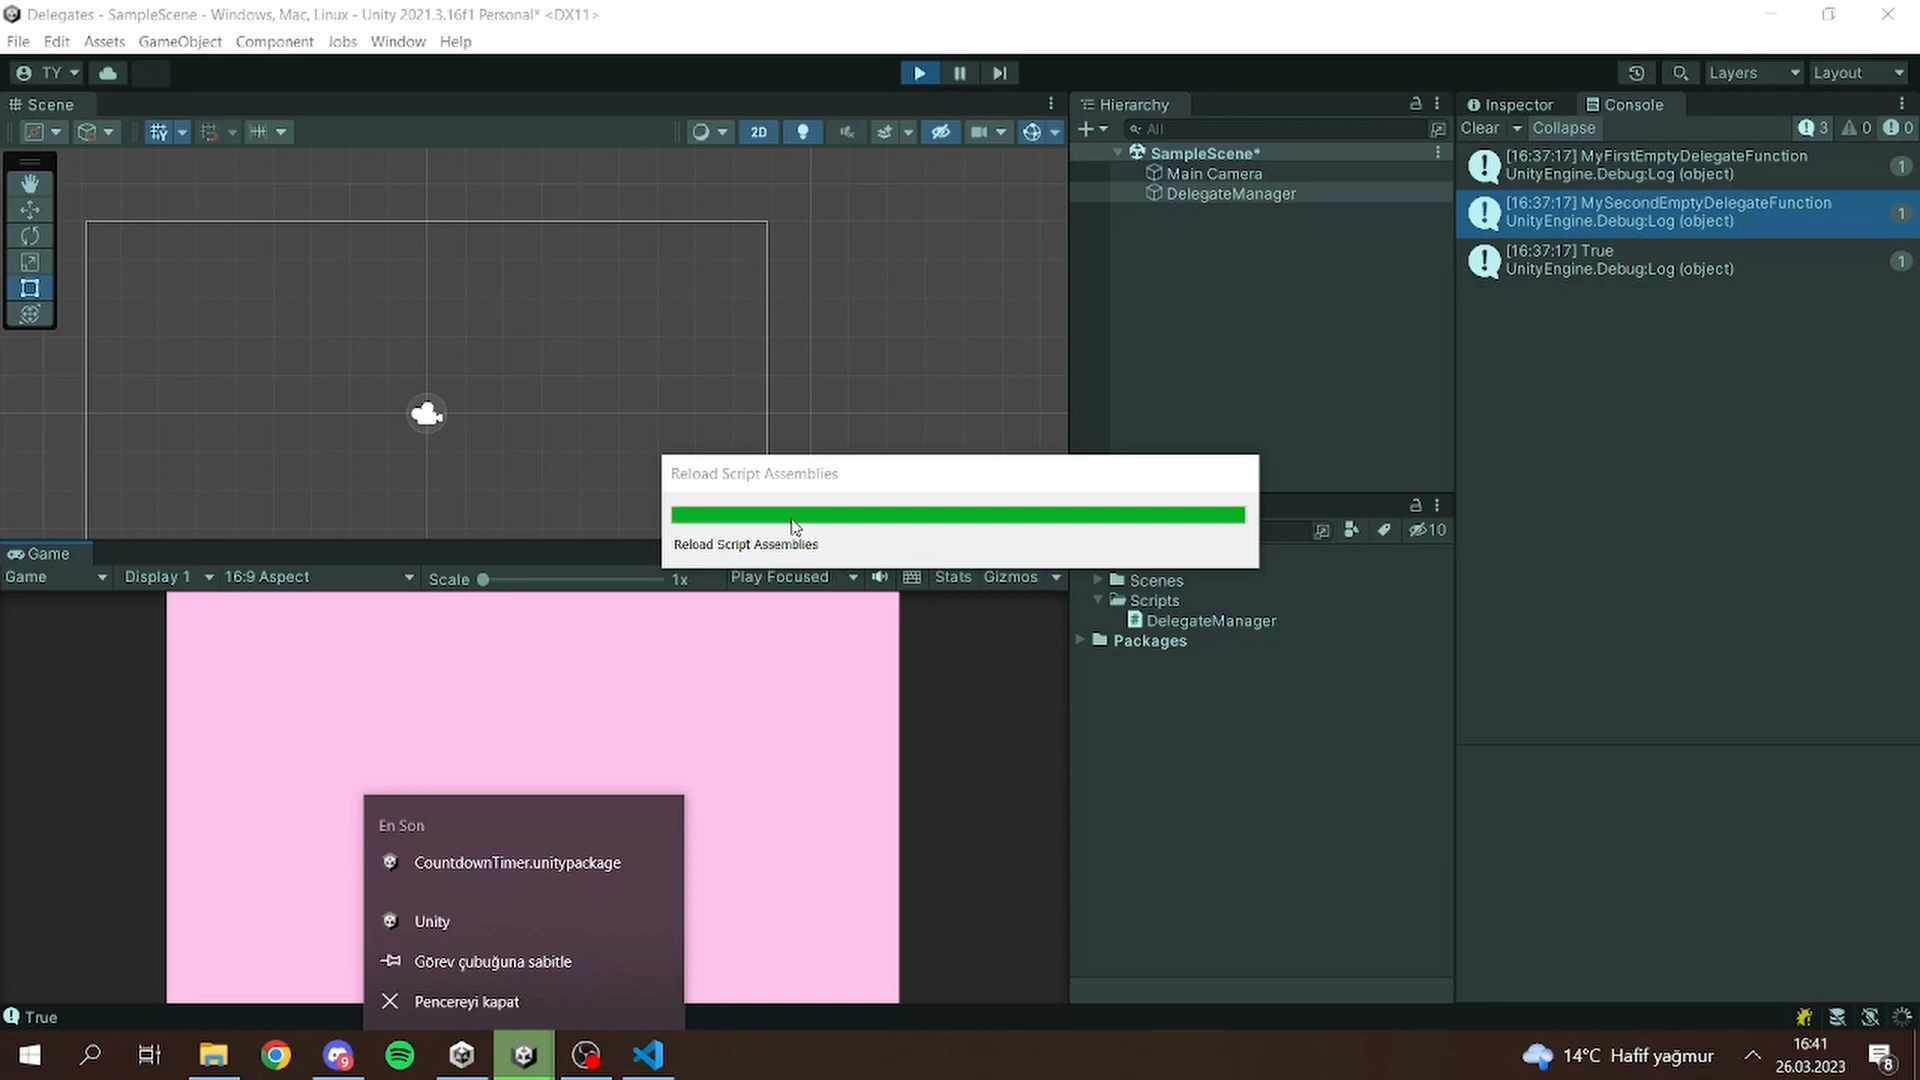 Delegates - SampleScene - Windows, Mac, Linux - Unity 2021.3.16f1 Personal* <DX11>
File Edit Assets GameObject Component Jobs Window Help
TY
Layers
Layout
Scene
2D
Game
Game
Display 1
16:9 Aspect
Scale
1x
Play Focused
Stats
Gizmos
Hierarchy
All
SampleScene*
Main Camera
DelegateManager
Inspector
Console
Clear
Collapse
3
0
0
[16:37:17] MyFirstEmptyDelegateFunction
UnityEngine.Debug:Log (object)
1
[16:37:17] MySecondEmptyDelegateFunction
UnityEngine.Debug:Log (object)
1
[16:37:17] True
UnityEngine.Debug:Log (object)
1
Reload Script Assemblies
Reload Script Assemblies
10
Scenes
Scripts
DelegateManager
Packages
En Son
CountdownTimer.unitypackage
Unity
Görev çubuğuna sabitle
Pencereyi kapat
True
9
14°C Hafif yağmur
16:41
26.03.2023
8